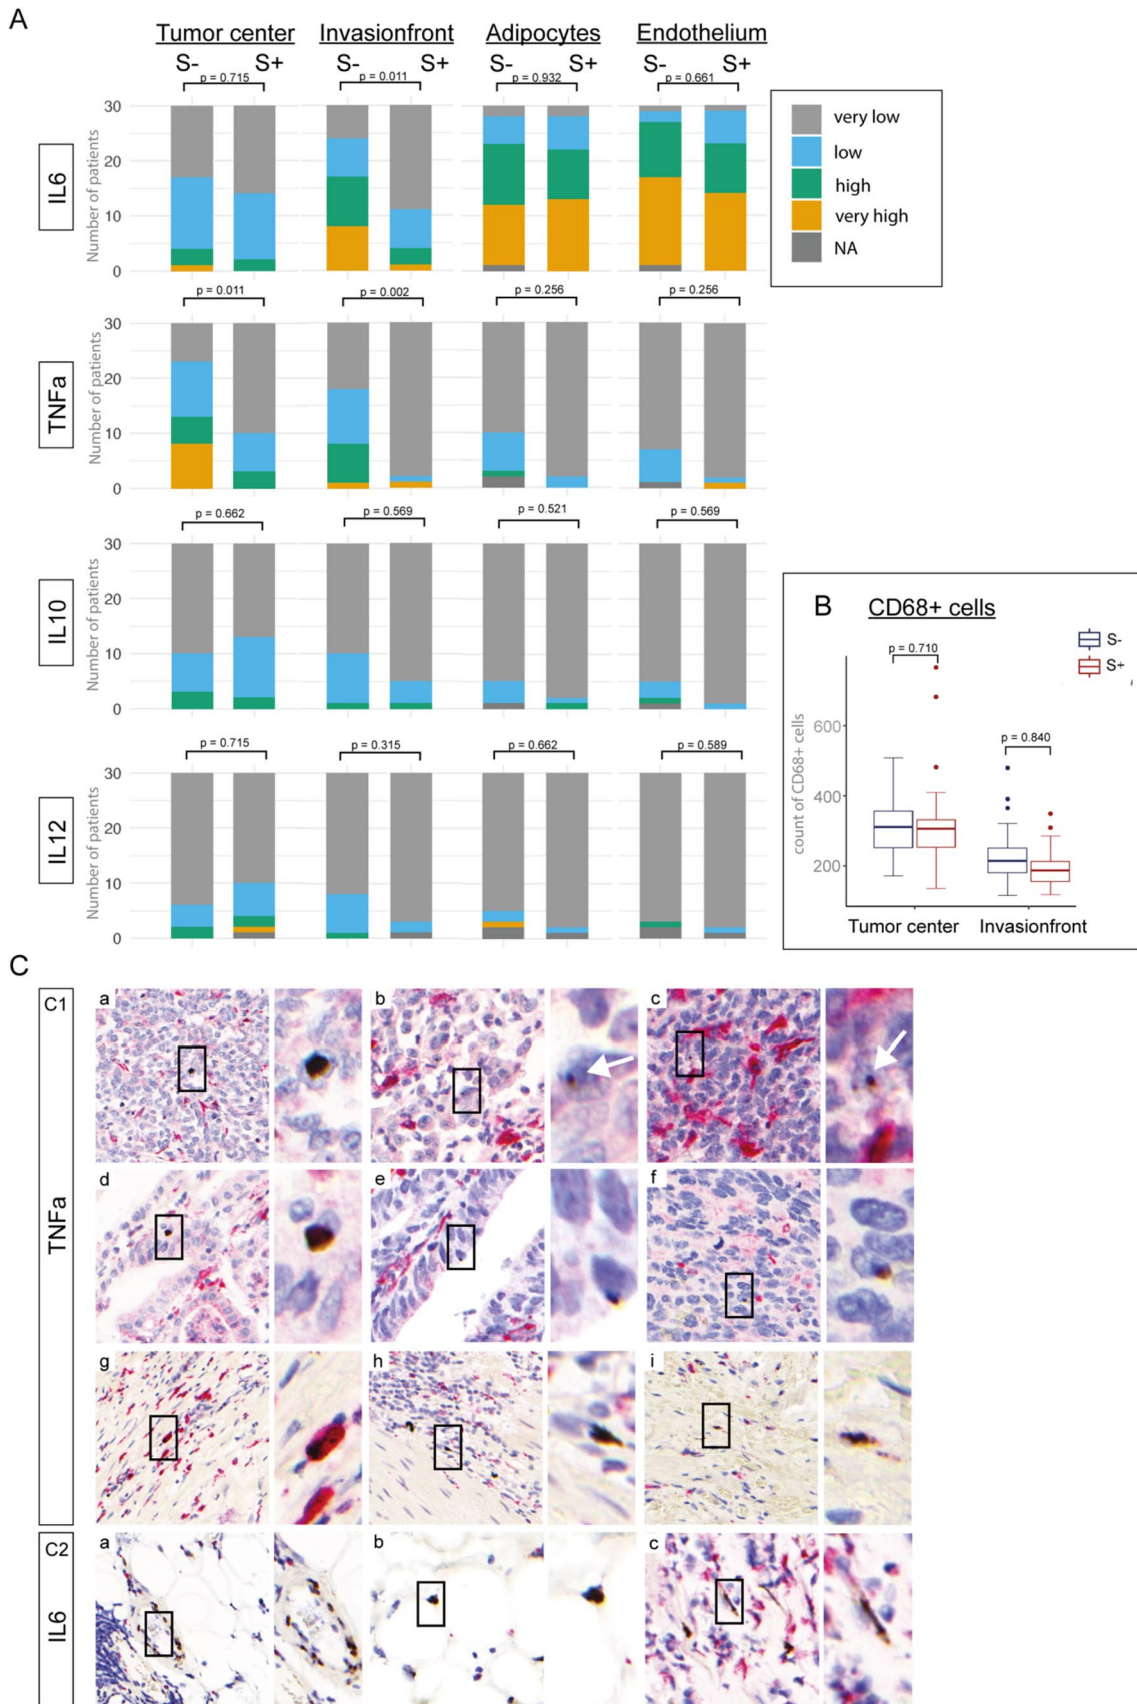 A
Tumor center Invasionfront Adipocytes Endothelium
S- S+ S- S+ S- S+ S- S+
p = 0.715 p = 0.011 p = 0.932 p = 0.661
IL6
Number of patients
30
20
10
0
very low
low
high
very high
NA
p = 0.011 p = 0.002 p = 0.256 p = 0.256
TNFa
Number of patients
30
20
10
0
p = 0.662 p = 0.569 p = 0.521 p = 0.569
IL10
Number of patients
30
20
10
0
p = 0.715 p = 0.315 p = 0.662 p = 0.589
IL12
Number of patients
30
20
10
0
B CD68+ cells
S-
S+
p = 0.710
p = 0.840
count of CD68+ cells
600
400
200
Tumor center Invasionfront
C
C1
TNFa
a b c
d e f
g h i
C2
IL6
a b c